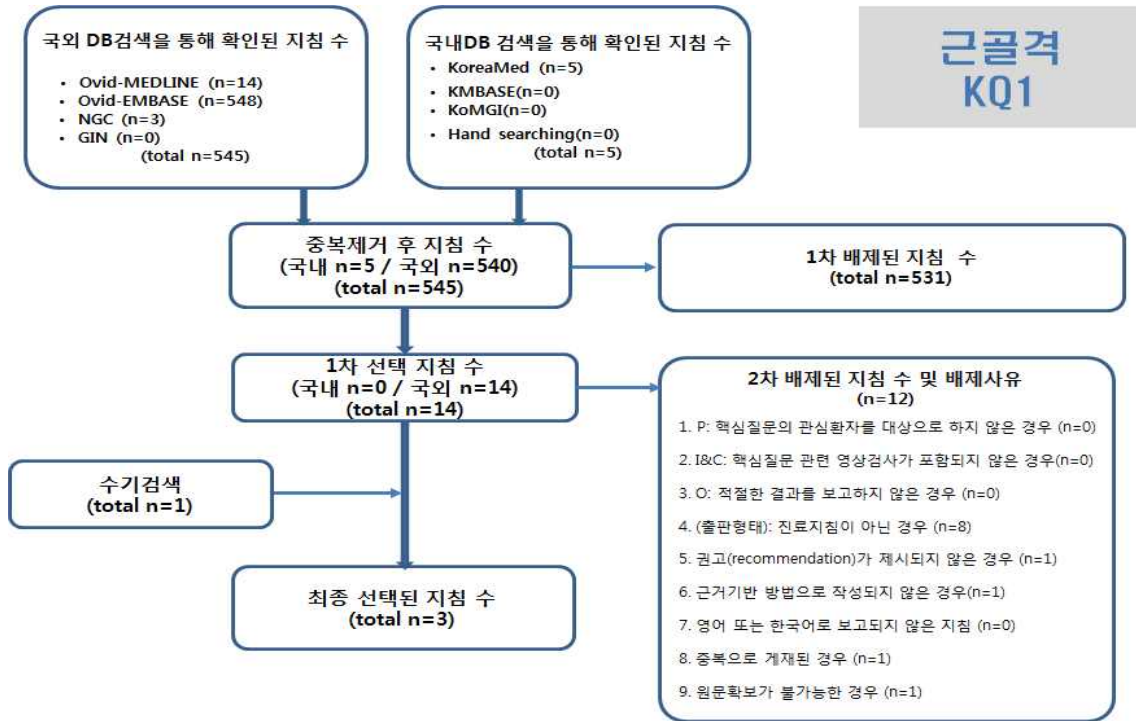 국외 DB검색을 통해 확인된 지침 수
• Ovid-MEDLINE (n=14)
• Ovid-EMBASE (n=548)
• NGC (n=3)
• GIN (n=0)
(total n=545)
국내DB 검색을 통해 확인된 지침 수
• KoreaMed (n=5)
• KMBASE(n=0)
• KoMGI(n=0)
• Hand searching(n=0)
(total n=5)
근골격
KQ1
중복제거 후 지침 수
(국내 n=5 / 국외 n=540)
(total n=545)
1차 배제된 지침 수
(total n=531)
1차 선택 지침 수
(국내 n=0 / 국외 n=14)
(total n=14)
2차 배제된 지침 수 및 배제사유
(n=12)
1. P: 핵심질문의 관심환자를 대상으로 하지 않은 경우 (n=0)
2. I&C: 핵심질문 관련 영상검사가 포함되지 않은 경우(n=0)
3. O: 적절한 결과를 보고하지 않은 경우 (n=0)
4. (출판형태): 진료지침이 아닌 경우 (n=8)
5. 권고(recommendation)가 제시되지 않은 경우 (n=1)
6. 근거기반 방법으로 작성되지 않은 경우(n=1)
7. 영어 또는 한국어로 보고되지 않은 지침 (n=0)
8. 중복으로 게재된 경우 (n=1)
9. 원문확보가 불가능한 경우 (n=1)
수기검색
(total n=1)
최종 선택된 지침 수
(total n=3)